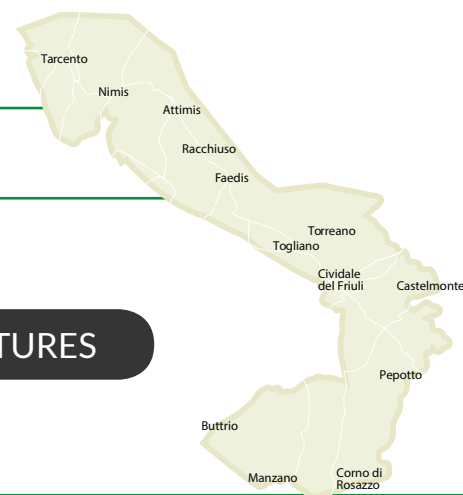 Tarcento
Nimis
Attimis
Racchiuso
Faedis
Torreano
Togliano
Cividale
del Friuli
Castelmonte
TURES
Pepotto
Buttrio
Manzano
Corno di
Rosazzo